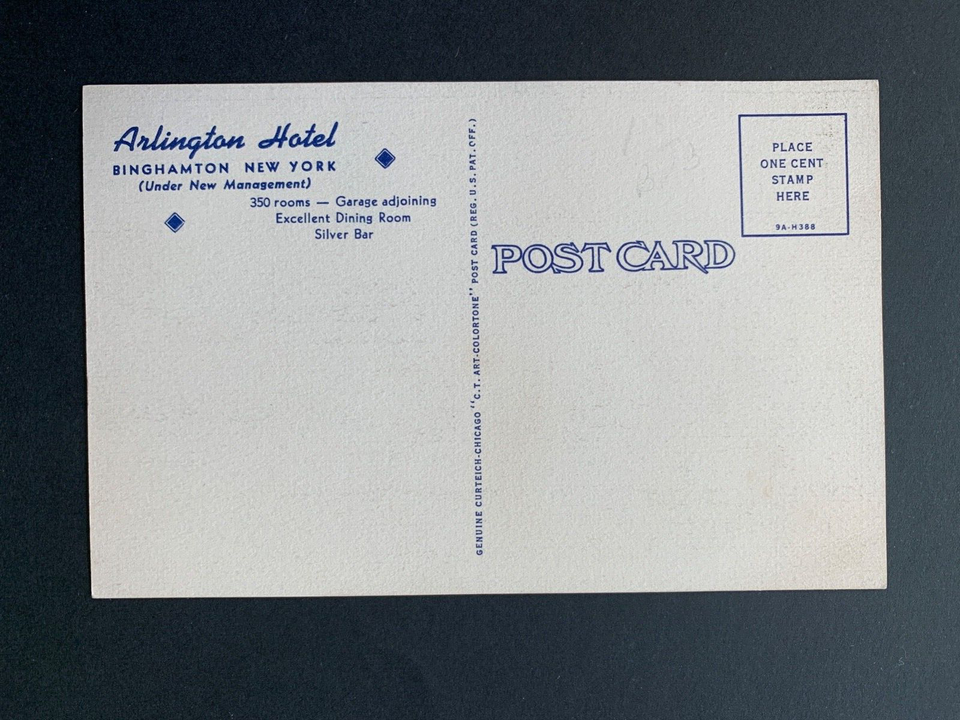 Arlington Hotel
BINGHAMTON NEW YORK
(Under New Management)
350 rooms — Garage adjoining
Excellent Dining Room
Silver Bar
GENUINE CURTEICH-CHICAGO "C.T. ART-COLORTONE" POST CARD (REG. U.S. PAT. OFF.)
POST CARD
PLACE
ONE CENT
STAMP
HERE
9A-H388